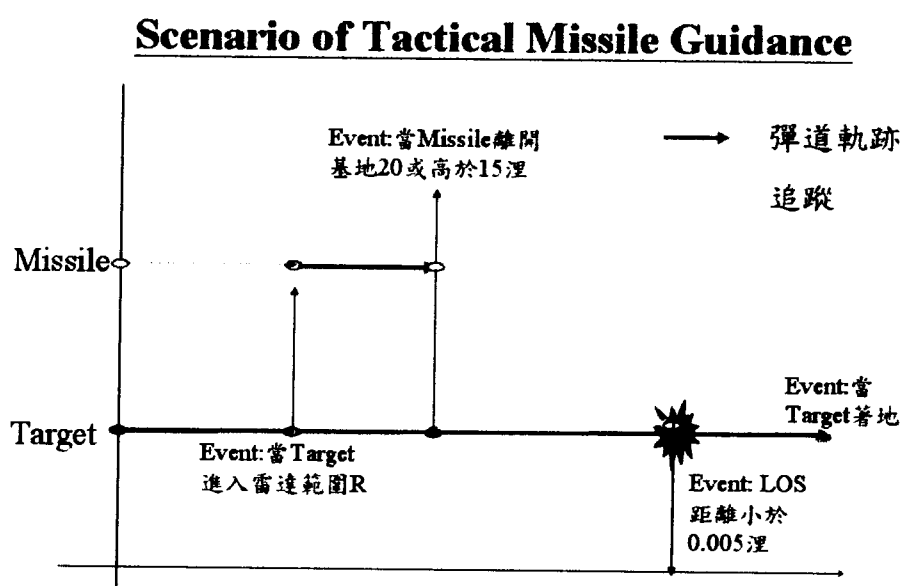 Scenario of Tactical Missile Guidance
Event:當Missile離開
基地20或高於15浬
彈道軌跡
追蹤
Missile
Target
Event:當Target
進入雷達範圍R
Event:當
Target著地
Event: LOS
距離小於
0.005浬